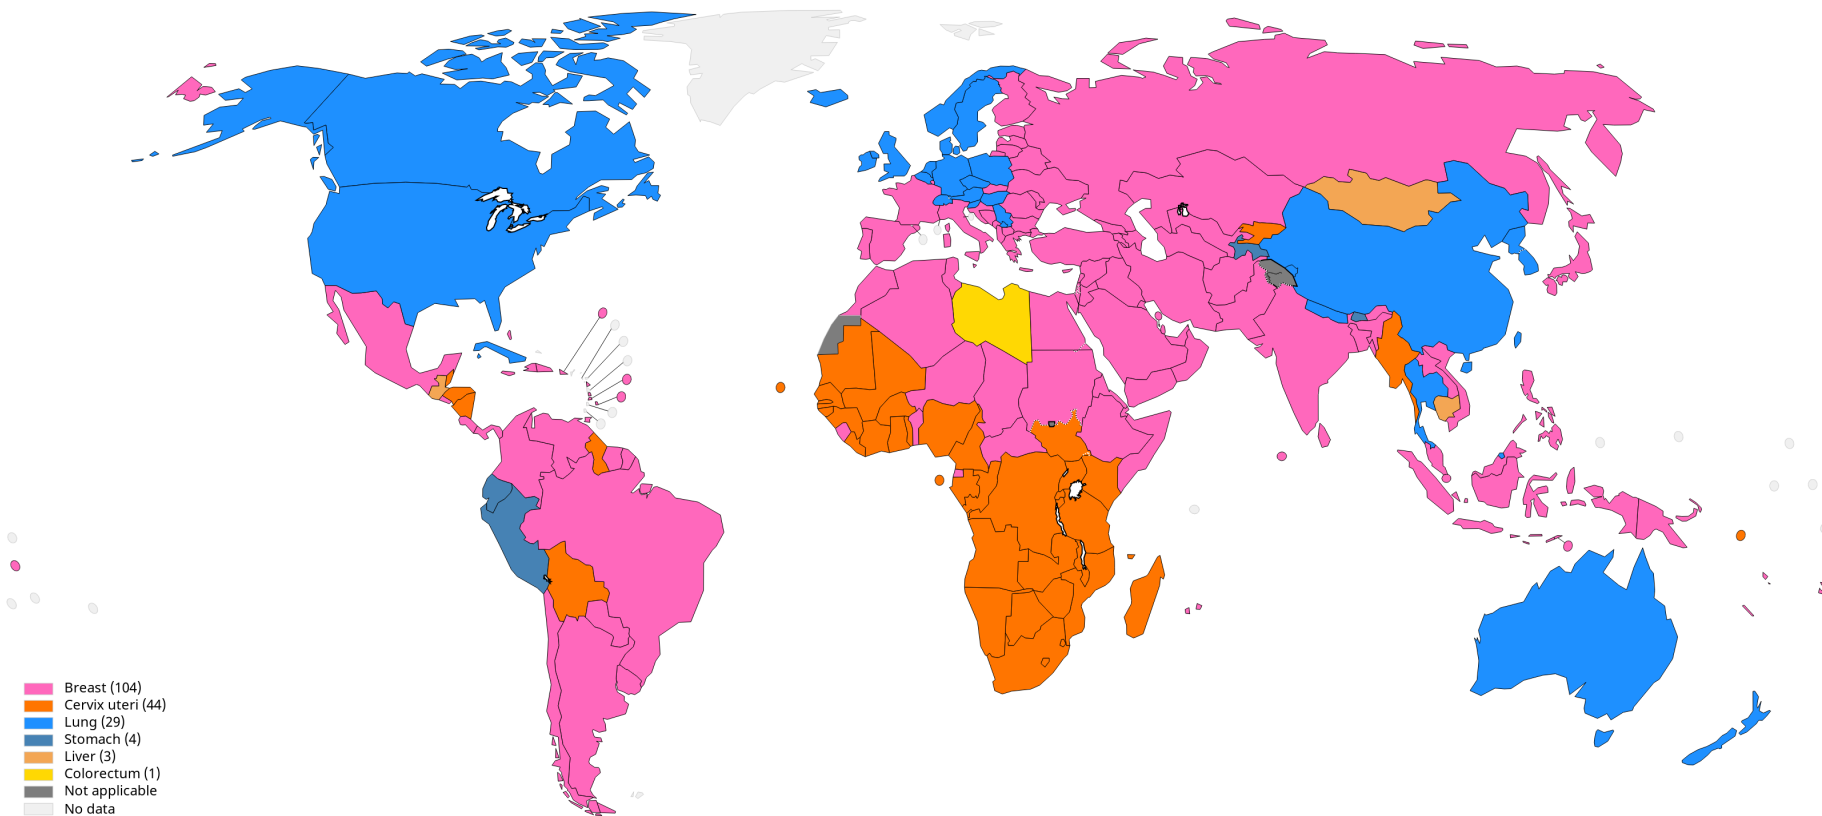 Breast (104)
Cervix uteri (44)
Lung (29)
Stomach (4)
Liver (3)
Colorectum (1)
Not applicable
No data